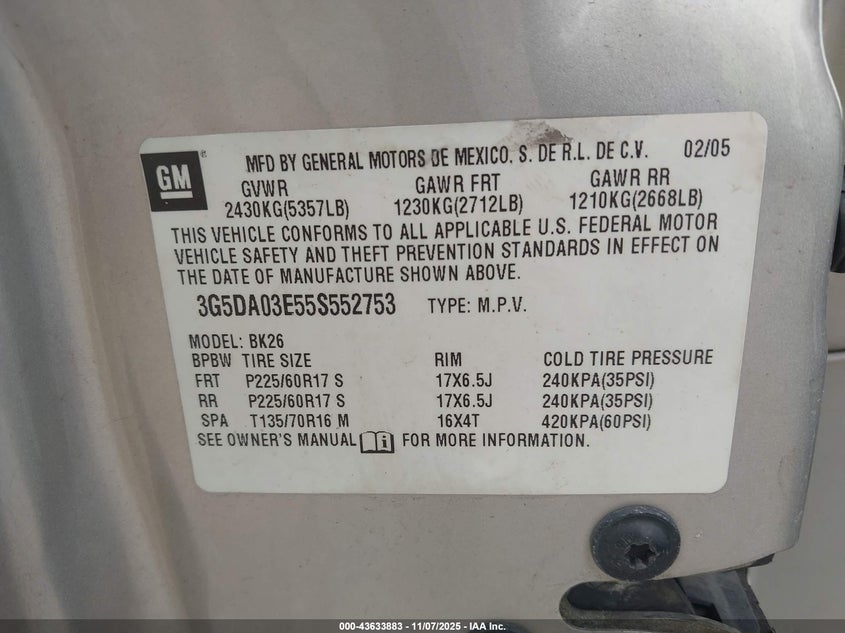 GM
MFD BY GENERAL MOTORS DE MEXICO, S. DE R.L. DE C.V. 02/05
GVWR GAWR FRT GAWR RR
2430KG(5357LB) 1230KG(2712LB) 1210KG(2668LB)
THIS VEHICLE CONFORMS TO ALL APPLICABLE U.S. FEDERAL MOTOR
VEHICLE SAFETY AND THEFT PREVENTION STANDARDS IN EFFECT ON
THE DATE OF MANUFACTURE SHOWN ABOVE.
3G5DA03E55S552753 TYPE: M.P.V.
MODEL: BK26
BPBW TIRE SIZE RIM COLD TIRE PRESSURE
FRT P225/60R17 S 17X6.5J 240KPA(35PSI)
RR P225/60R17 S 17X6.5J 240KPA(35PSI)
SPA T135/70R16 M 16X4T 420KPA(60PSI)
SEE OWNER'S MANUAL i FOR MORE INFORMATION.
000-43633883 | 11/07/2025 - IAA Inc.